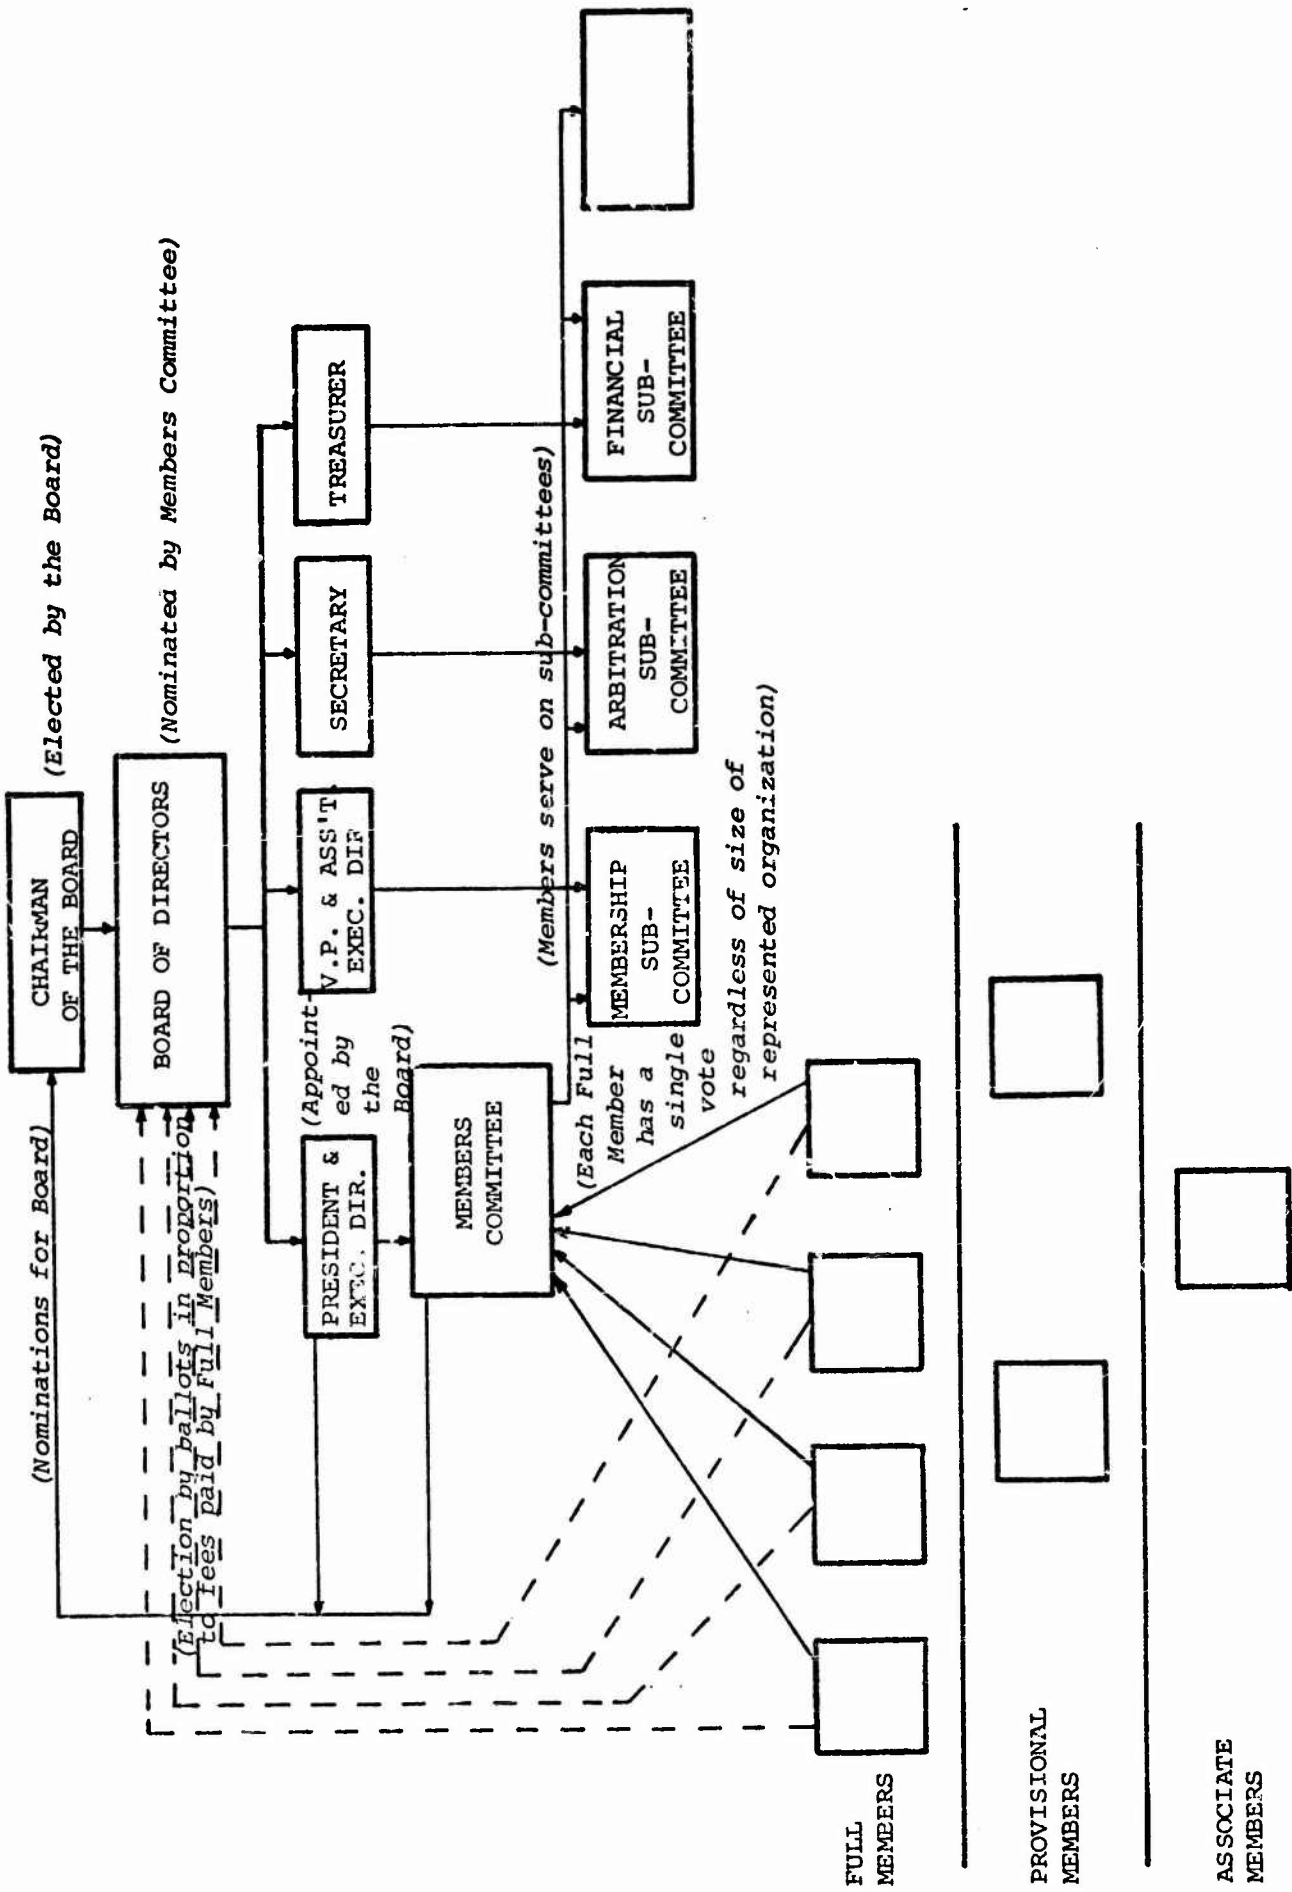 (Nominations for Board)
CHAIRMAN
OF THE BOARD
(Elected by the Board)
(Election by ballots in proportion
to fees paid by Full Members)
BOARD OF DIRECTORS
(Nominated by Members Committee)
PRESIDENT &
EXEC. DIR.
(Appoint-
ed by
the
Board)
V.P. & ASS'T
EXEC. DIR
SECRETARY
TREASURER
MEMBERS
COMMITTEE
(Members serve on sub-committees)
(Each Full
Member
has a
single
vote
regardless of size of
represented organization)
MEMBERSHIP
SUB-
COMMITTEE
ARBITRATION
SUB-
COMMITTEE
FINANCIAL
SUB-
COMMITTEE
FULL
MEMBERS
PROVISIONAL
MEMBERS
ASSOCIATE
MEMBERS